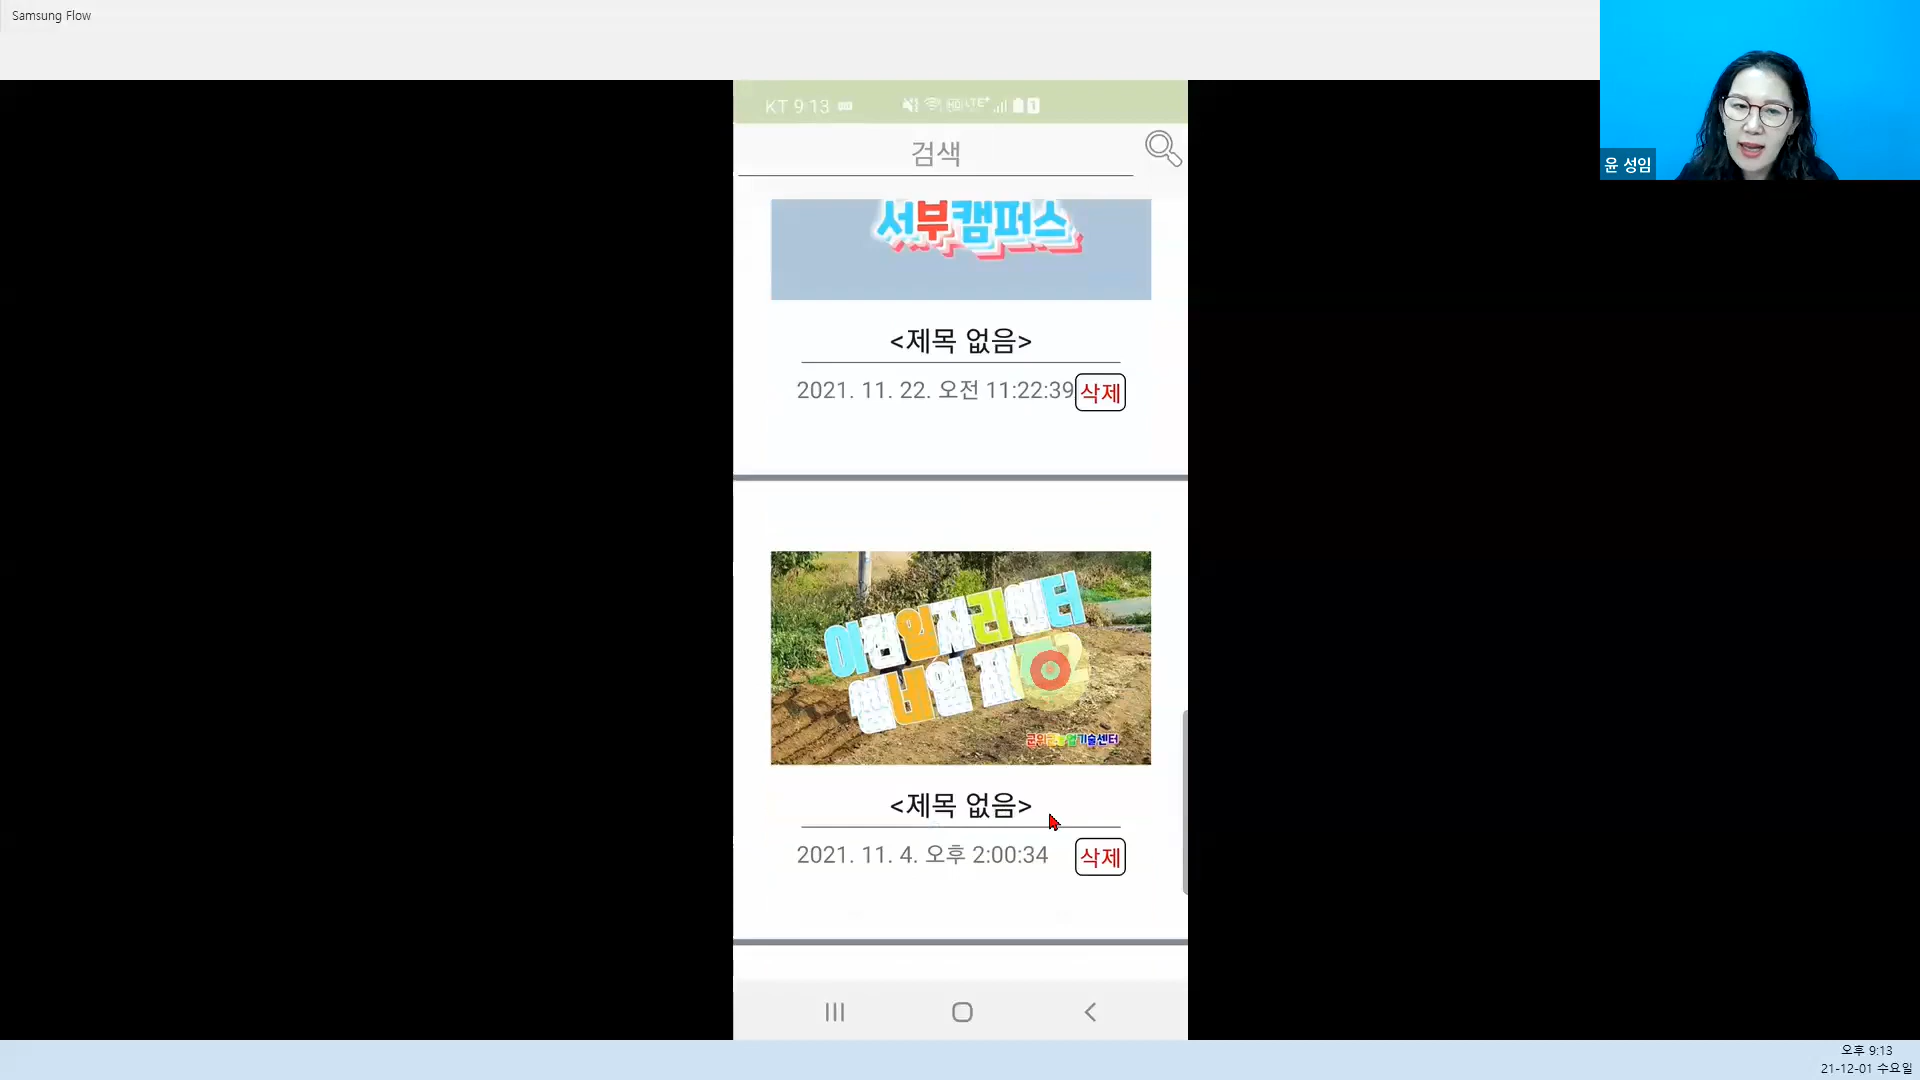 Samsung Flow
KT 9:13
검색
서부캠퍼스
<제목 없음>
2021. 11. 22. 오전 11:22:39
삭제
<제목 없음>
2021. 11. 4. 오후 2:00:34
삭제
윤 성임
오후 9:13
21-12-01 수요일